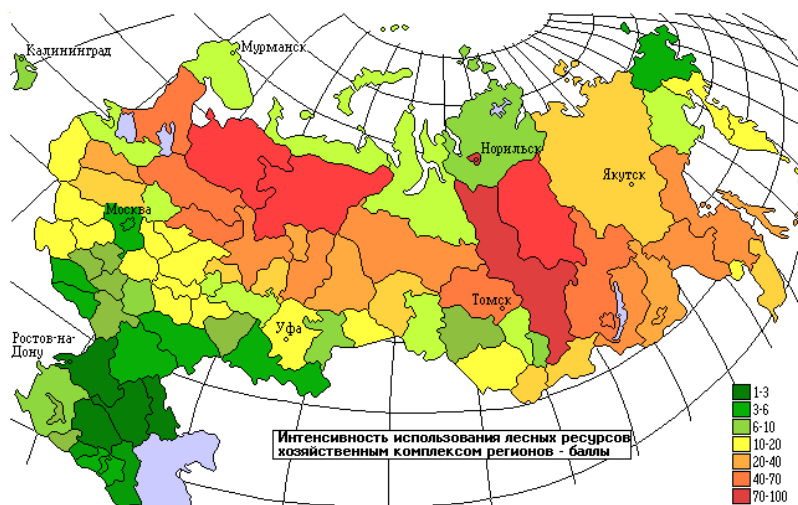 Калининград
Мурманск
Норильск
Якутск
Москва
Томск
Уфа
Ростов-на-
Дону
Интенсивность использования лесных ресурсов
хозяйственным комплексом регионов - баллы
1-3
3-6
6-10
10-20
20-40
40-70
70-100